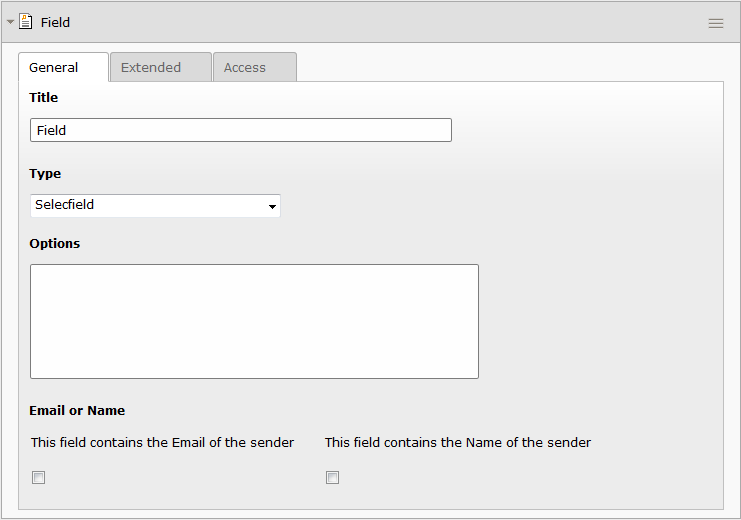 Field
General Extended Access
Title
Field
Type
Selecfield
Options
Email or Name
This field contains the Email of the sender This field contains the Name of the sender